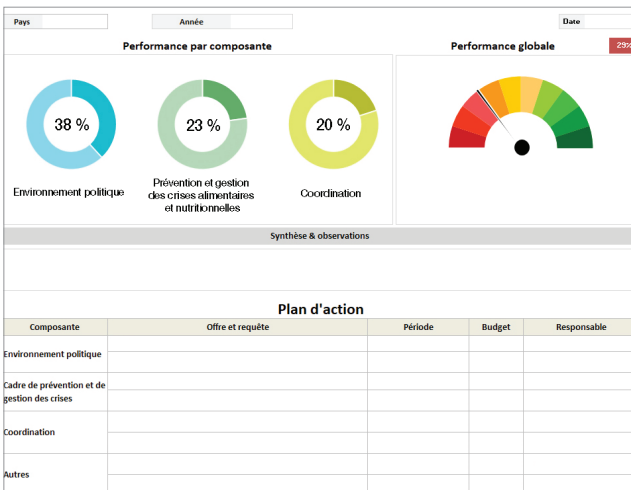 Pays
Année
Date
Performance par composante
Performance globale
29%
38 %
23 %
20 %
Environnement politique
Prévention et gestion
des crises alimentaires
et nutritionnelles
Coordination
Synthèse & observations
Plan d'action
Composante
Offre et requête
Période
Budget
Responsable
Environnement politique
Cadre de prévention et de
gestion des crises
Coordination
Autres